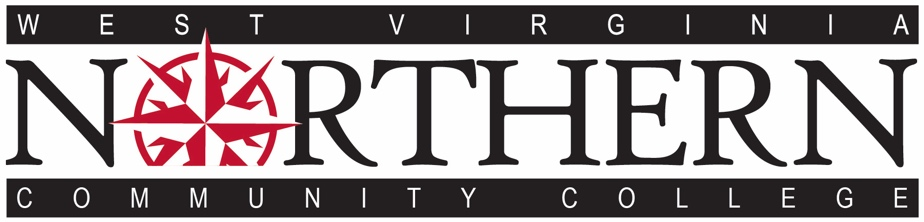 WEST VIRGINIA
NORTHERN
COMMUNITY COLLEGE